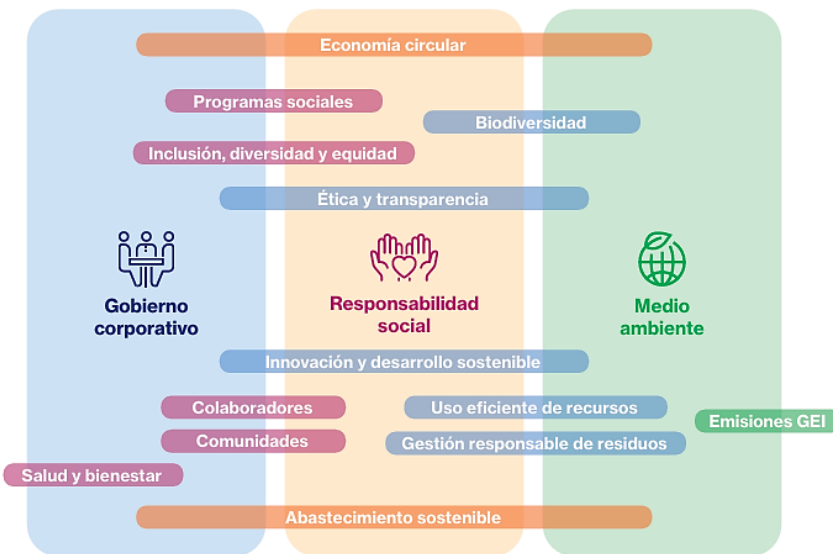 Economía circular
Programas sociales
Biodiversidad
Inclusión, diversidad y equidad
Ética y transparencia
Gobierno
corporativo
Responsabilidad
social
Medio
ambiente
Innovación y desarrollo sostenible
Colaboradores
Uso eficiente de recursos
Emisiones GEI
Comunidades
Gestión responsable de residuos
Salud y bienestar
Abastecimiento sostenible